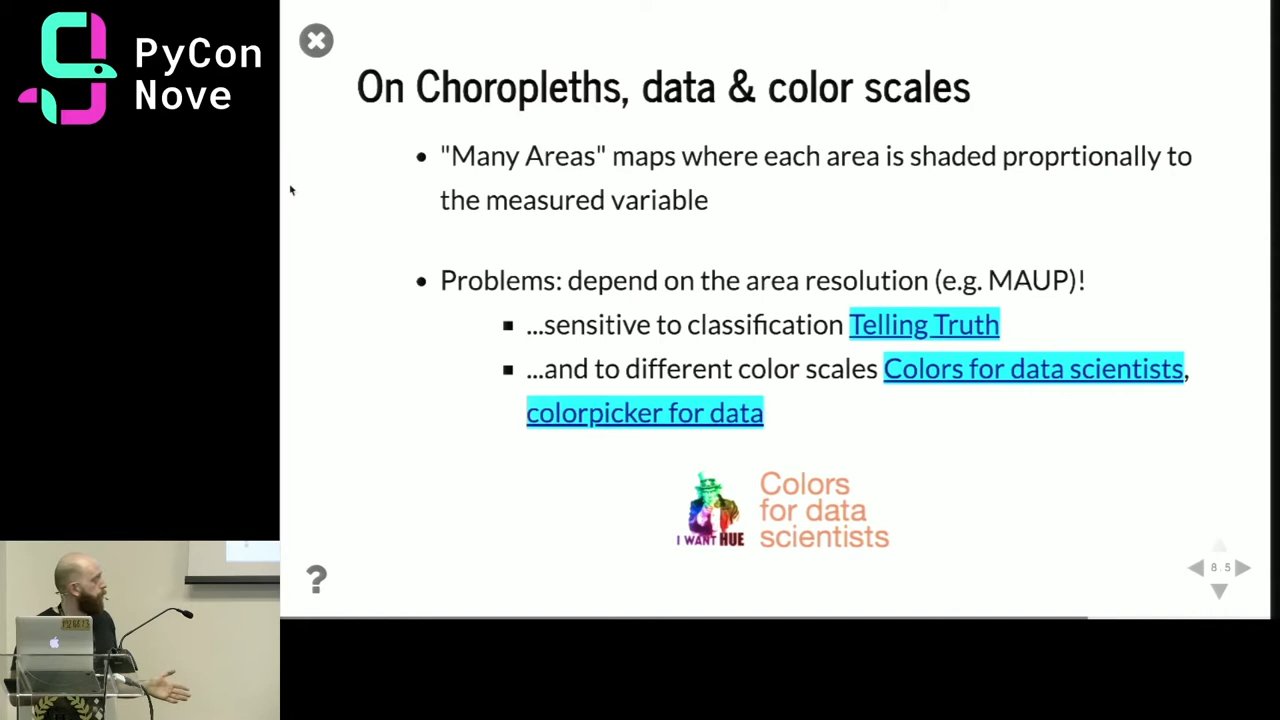 PyCon
Nove
On Choropleths, data & color scales
"Many Areas" maps where each area is shaded proprtionally to
the measured variable
Problems: depend on the area resolution (e.g. MAUP)!
...sensitive to classification Telling Truth
...and to different color scales Colors for data scientists,
colorpicker for data
I WANT HUE
Colors
for data
scientists
?
8.5